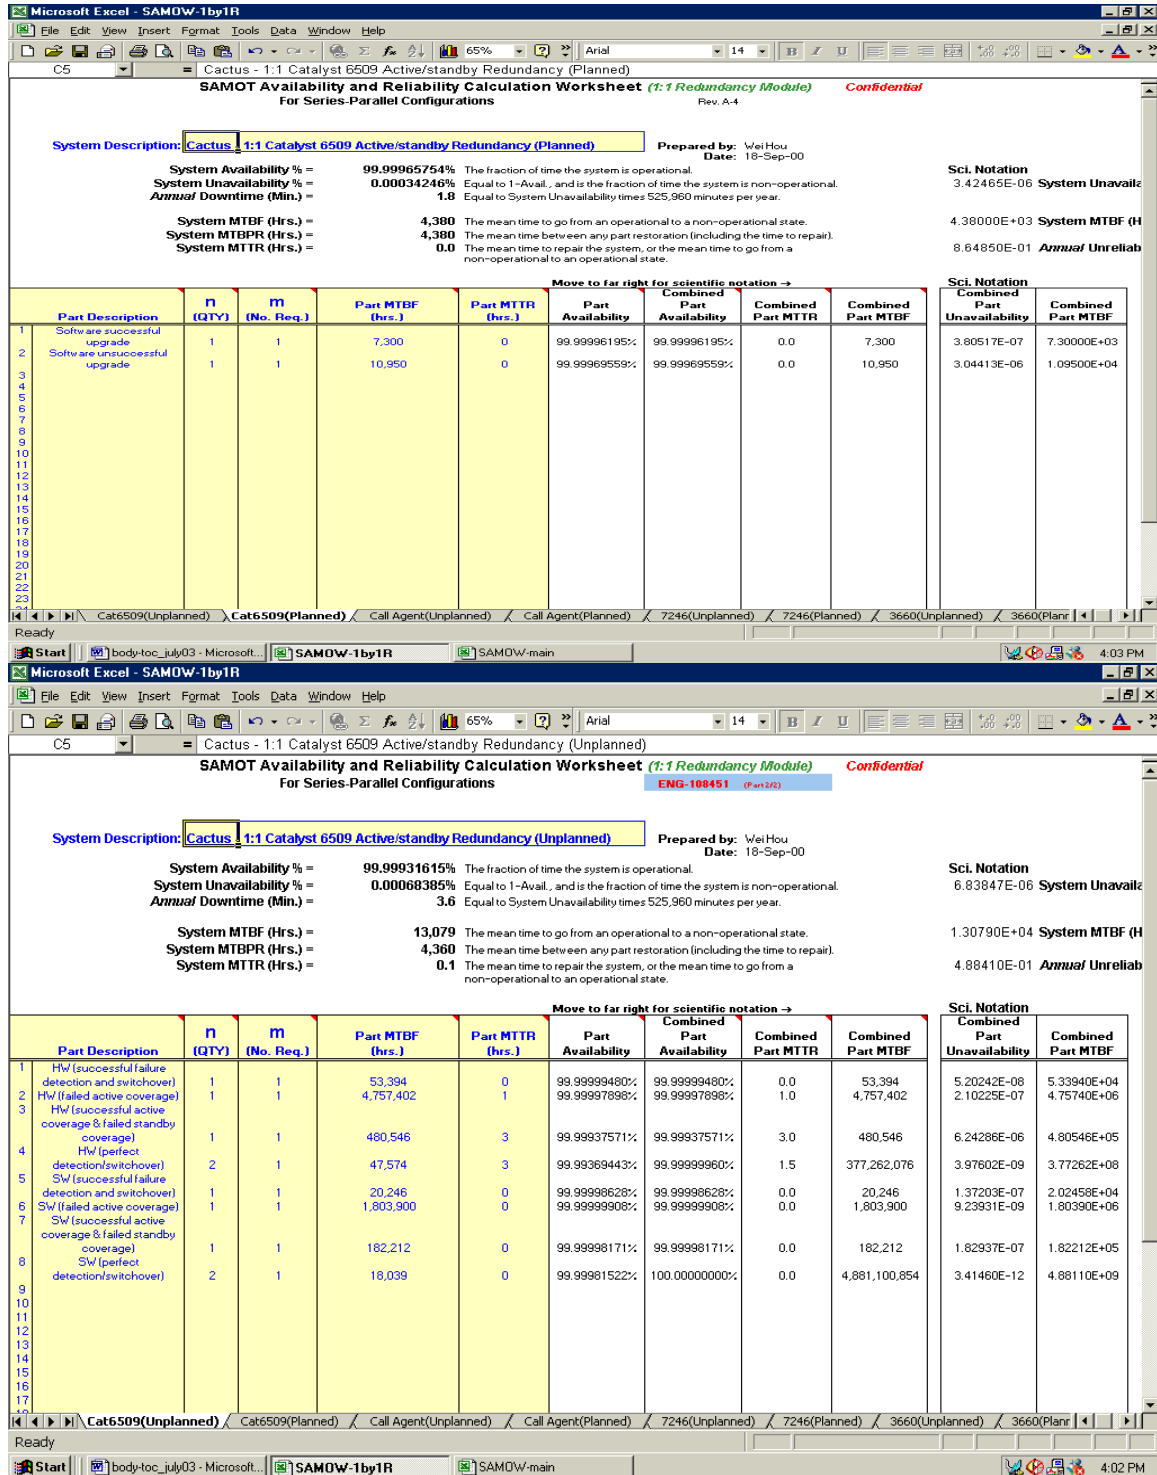 Microsoft Excel - SAMOW-1by1R
File Edit View Insert Format Tools Data Window Help
65% Arial 14 B I U
C5 = Cactus - 1:1 Catalyst 6509 Active/standby Redundancy (Planned)
SAMOT Availability and Reliability Calculation Worksheet (1:1 Redundancy Module) Confidential
For Series-Parallel Configurations Rev. A-4
System Description: Cactus 1:1 Catalyst 6509 Active/standby Redundancy (Planned) Prepared by: Wei Hou
Date: 18-Sep-00
System Availability % = 99.99965754% The fraction of time the system is operational. Sci. Notation
System Unavailability % = 0.00034246% Equal to 1-Avail., and is the fraction of time the system is non-operational. 3.42465E-06 System Unavaila
Annual Downtime (Min.) = 1.8 Equal to System Unavailability times 525,960 minutes per year.
System MTBF (Hrs.) = 4,380 The mean time to go from an operational to a non-operational state. 4.38000E+03 System MTBF (H
System MTBPR (Hrs.) = 4,380 The mean time between any part restoration (including the time to repair).
System MTTR (Hrs.) = 0.0 The mean time to repair the system, or the mean time to go from a 8.64850E-01 Annual Unreliab
non-operational to an operational state.
Move to far right for scientific notation → Sci. Notation
Part Description n (QTY) m (No. Req.) Part MTBF (hrs.) Part MTTR (hrs.) Part Availability Combined Part Availability Combined Part MTTR Combined Part MTBF Combined Part Unavailability Combined Part MTBF
1 Software successful
upgrade 1 1 7,300 0 99.99996195% 99.99996195% 0.0 7,300 3.80517E-07 7.30000E+03
2 Software unsuccessful
upgrade 1 1 10,950 0 99.99969559% 99.99969559% 0.0 10,950 3.04413E-06 1.09500E+04
3
4
5
6
7
8
9
10
11
12
13
14
15
16
17
18
19
20
21
22
23
Cat6509(Unplanned) Cat6509(Planned) Call Agent(Unplanned) Call Agent(Planned) 7246(Unplanned) 7246(Planned) 3660(Unplanned) 3660(Planr
Ready
Start body-toc_july03 - Microsoft... SAMOW-1by1R SAMOW-main 4:03 PM
Microsoft Excel - SAMOW-1by1R
File Edit View Insert Format Tools Data Window Help
65% Arial 14 B I U
C5 = Cactus - 1:1 Catalyst 6509 Active/standby Redundancy (Unplanned)
SAMOT Availability and Reliability Calculation Worksheet (1:1 Redundancy Module) Confidential
For Series-Parallel Configurations ENG-108451 (Part 2/2)
System Description: Cactus 1:1 Catalyst 6509 Active/standby Redundancy (Unplanned) Prepared by: Wei Hou
Date: 18-Sep-00
System Availability % = 99.99931615% The fraction of time the system is operational. Sci. Notation
System Unavailability % = 0.00068385% Equal to 1-Avail., and is the fraction of time the system is non-operational. 6.83847E-06 System Unavaila
Annual Downtime (Min.) = 3.6 Equal to System Unavailability times 525,960 minutes per year.
System MTBF (Hrs.) = 13,079 The mean time to go from an operational to a non-operational state. 1.30790E+04 System MTBF (H
System MTBPR (Hrs.) = 4,360 The mean time between any part restoration (including the time to repair).
System MTTR (Hrs.) = 0.1 The mean time to repair the system, or the mean time to go from a 4.88410E-01 Annual Unreliab
non-operational to an operational state.
Move to far right for scientific notation → Sci. Notation
Part Description n (QTY) m (No. Req.) Part MTBF (hrs.) Part MTTR (hrs.) Part Availability Combined Part Availability Combined Part MTTR Combined Part MTBF Combined Part Unavailability Combined Part MTBF
1 HW (successful failure
detection and switchover) 1 1 53,394 0 99.99999480% 99.99999480% 0.0 53,394 5.20242E-08 5.33940E+04
2 HW (failed active coverage) 1 1 4,757,402 1 99.99997898% 99.99997898% 1.0 4,757,402 2.10225E-07 4.75740E+06
3 HW (successful active
coverage & failed standby
coverage) 1 1 480,546 3 99.99937571% 99.99937571% 3.0 480,546 6.24286E-06 4.80546E+05
4 HW (perfect
detection/switchover) 2 1 47,574 3 99.99369443% 99.99999960% 1.5 377,262,076 3.97602E-09 3.77262E+08
5 SW (successful failure
detection and switchover) 1 1 20,246 0 99.99998628% 99.99998628% 0.0 20,246 1.37203E-07 2.02458E+04
6 SW (failed active coverage) 1 1 1,803,900 0 99.99999908% 99.99999908% 0.0 1,803,900 9.23931E-09 1.80390E+06
7 SW (successful active
coverage & failed standby
coverage) 1 1 182,212 0 99.99998171% 99.99998171% 0.0 182,212 1.82937E-07 1.82212E+05
8 SW (perfect
detection/switchover) 2 1 18,039 0 99.99981522% 100.00000000% 0.0 4,881,100,854 3.41460E-12 4.88110E+09
9
10
11
12
13
14
15
16
17
Cat6509(Unplanned) Cat6509(Planned) Call Agent(Unplanned) Call Agent(Planned) 7246(Unplanned) 7246(Planned) 3660(Unplanned) 3660(Planr
Ready
Start body-toc_july03 - Microsoft... SAMOW-1by1R SAMOW-main 4:02 PM